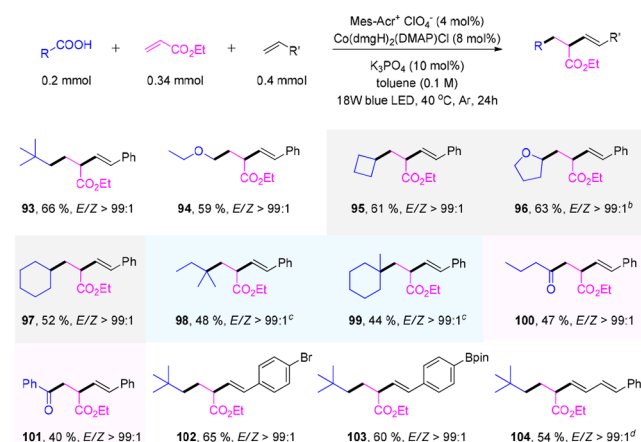 Mes-Acr⁺ ClO₄⁻ (4 mol%)
R COOH + CO₂Et + R' Co(dmgH)₂(DMAP)Cl (8 mol%) R R' CO₂Et
K₃PO₄ (10 mol%)
0.2 mmol 0.34 mmol 0.4 mmol toluene (0.1 M)
18W blue LED, 40 °C, Ar, 24h
Ph CO₂Et O Ph CO₂Et Ph CO₂Et O Ph CO₂Et
93, 66 %, E/Z > 99:1 94, 59 %, E/Z > 99:1 95, 61 %, E/Z > 99:1 96, 63 %, E/Z > 99:1ᵇ
Ph CO₂Et Ph CO₂Et Ph CO₂Et O Ph CO₂Et
97, 52 %, E/Z > 99:1 98, 48 %, E/Z > 99:1ᶜ 99, 44 %, E/Z > 99:1ᶜ 100, 47 %, E/Z > 99:1
Ph O Ph CO₂Et Br CO₂Et Bpin CO₂Et Ph CO₂Et
101, 40 %, E/Z > 99:1 102, 65 %, E/Z > 99:1 103, 60 %, E/Z > 99:1 104, 54 %, E/Z > 99:1ᵈ